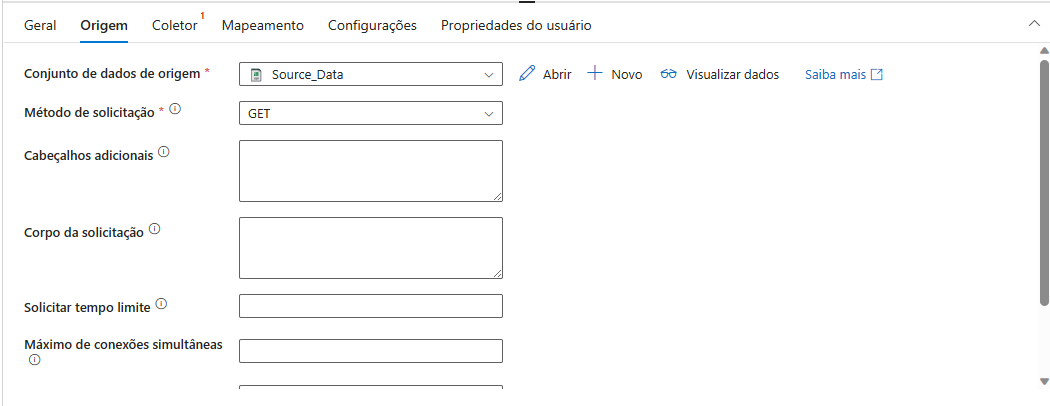 Geral Origem Coletor 1 Mapeamento Configurações Propriedades do usuário
Conjunto de dados de origem * Source_Data Abrir Novo Visualizar dados Saiba mais
Método de solicitação * GET
Cabeçalhos adicionais
Corpo da solicitação
Solicitar tempo limite
Máximo de conexões simultâneas